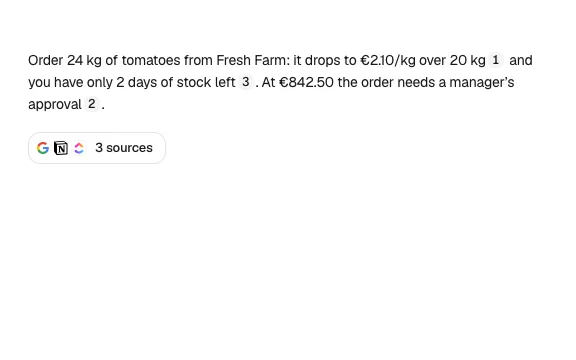 Order 24 kg of tomatoes from Fresh Farm: it drops to €2.10/kg over 20 kg 1 and
you have only 2 days of stock left 3 . At €842.50 the order needs a manager’s
approval 2 .
3 sources